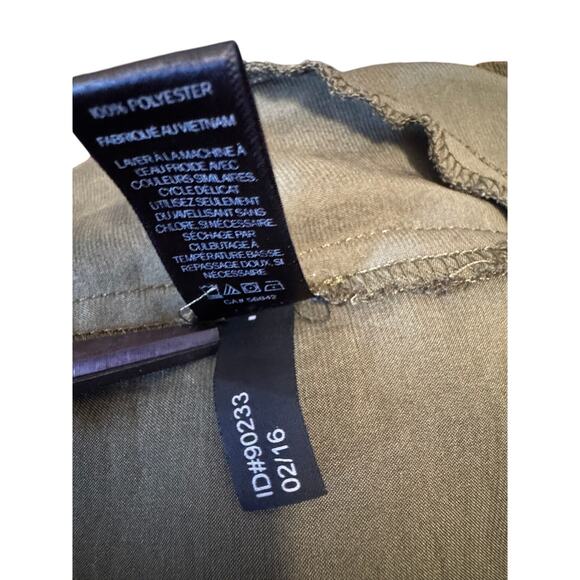 100% POLYESTER
FABRIQUÉ AU VIETNAM
LAVER À LA MACHINE À
L'EAU FROIDE AVEC
COULEURS SIMILAIRES,
CYCLE DÉLICAT
UTILISEZ SEULEMENT
DU JAVELLISANT SANS
CHLORE, SI NÉCESSAIRE.
SÉCHAGE PAR
CULBUTAGE À
TEMPÉRATURE BASSE
REPASSAGE DOUX, SI
NÉCESSAIRE
CA# 56642
ID#90233
02/16